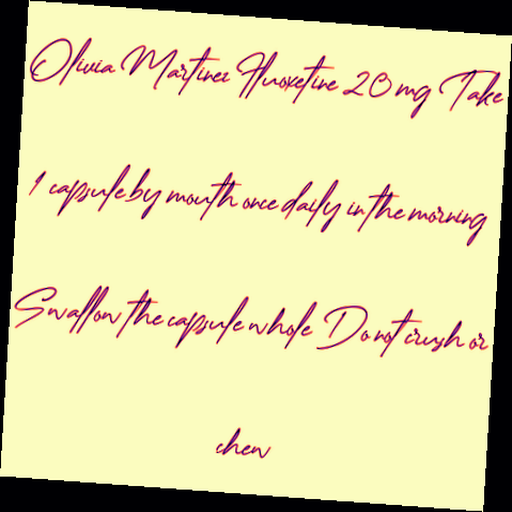 Olivia Martinez Fluoxetine 20 mg Take
1 capsule by mouth once daily in the morning
Swallow the capsule whole Do not crush or
chew